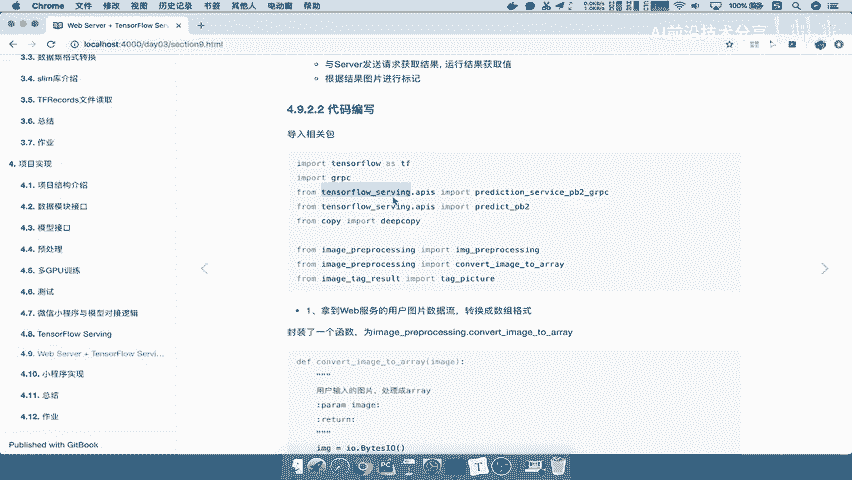 Chrome 文件 修改 视图 历史记录 书签 其他人 电动窗 帮助
100%
Web Server + TensorFlow Serv
AI前沿技术分享
localhost:4000/day03/section9.html
3.3. 数据集格式转换
3.4. slim库介绍
3.5. TFRecords文件读取
3.6. 总结
3.7. 作业
4. 项目实现
4.1. 项目结构介绍
4.2. 数据模块接口
4.3. 模型接口
4.4. 预处理
4.5. 多GPU训练
4.6. 测试
4.7. 微信小程序与模型对接逻辑
4.8. TensorFlow Serving
4.9. Web Server + TensorFlow Servi...
4.10. 小程序实现
4.11. 总结
4.12. 作业
Published with GitBook
与Server发送请求获取结果, 运行结果获取值
根据结果图片进行标记
4.9.2.2 代码编写
导入相关包
import tensorflow as tf
import grpc
from tensorflow_serving.apis import prediction_service_pb2_grpc
from tensorflow_serving.apis import predict_pb2
from copy import deepcopy
from image_preprocessing import img_preprocessing
from image_preprocessing import convert_image_to_array
from image_tag_result import tag_picture
1、拿到Web服务的用户图片数据流，转换成数组格式
封装了一个函数，为image_preprocessing.convert_image_to_array
def convert_image_to_array(image):
"""
用户输入的图片，处理成array
:param image:
:return:
"""
img = io.BytesIO()